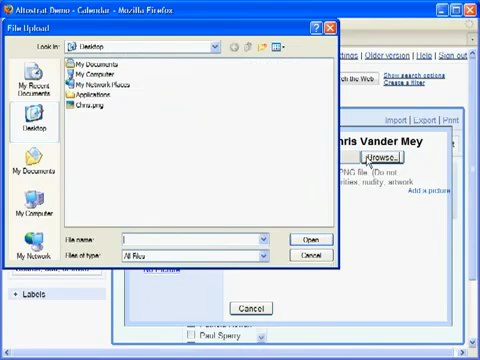 Altostrat Demo - Calendar - Mozilla Firefox
File Upload
Look in: Desktop
My Recent Documents
Desktop
My Documents
My Computer
My Network
My Documents
My Computer
My Network Places
Applications
Chris.png
File name:
Open
Files of type: All Files
Cancel
Settings | Older version | Help | Sign out
ch the Web
Show search options
Create a filter
Import | Export | Print
hris Vander Mey
Browse..
PNG file. (Do not
nudity, artwork
Add a picture
No Picture
Cancel
Labels
Paul Sperry